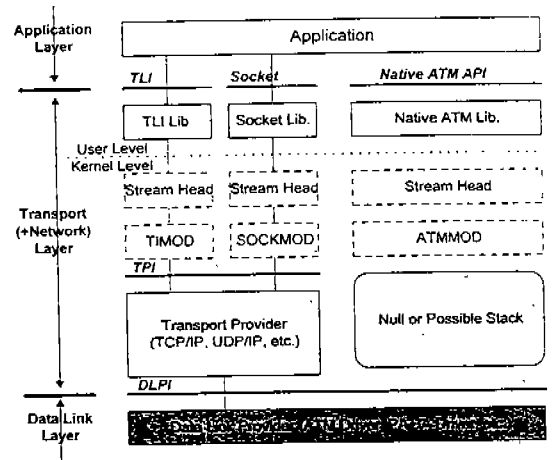 Application
Layer
Application
TLI
Socket
Native ATM API
TLI Lib
Socket Lib.
Native ATM Lib.
User Level
Kernel Level
Stream Head
Stream Head
Stream Head
Transport
(+Network)
Layer
TIMOD
SOCKMOD
ATMMOD
TPI
Transport Provider
(TCP/IP, UDP/IP, etc.)
Null or Possible Stack
DLPI
Data Link
Layer
Data Link Provider